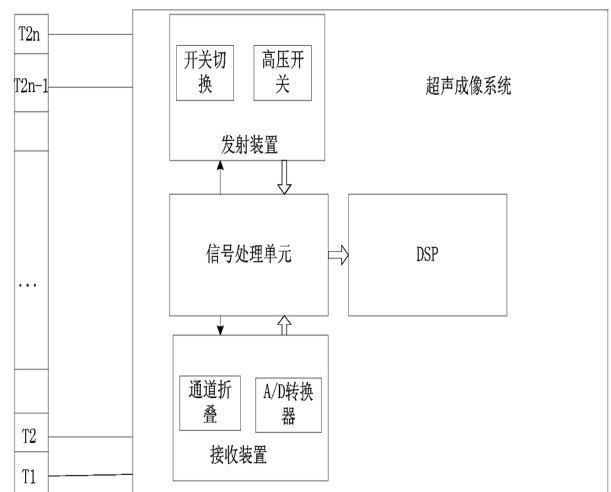 T2n
T2n-1
...
T2
T1
开关切
换
高压开
关
发射装置
超声成像系统
信号处理单元
DSP
通道折
叠
A/D转换
器
接收装置